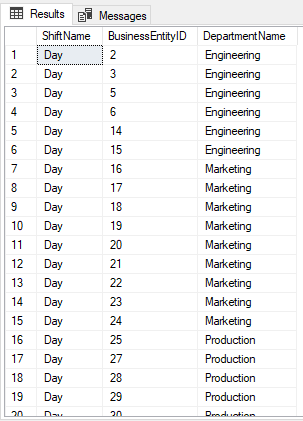 Results Messages
ShiftName BusinessEntityID DepartmentName
1 Day 2 Engineering
2 Day 3 Engineering
3 Day 5 Engineering
4 Day 6 Engineering
5 Day 14 Engineering
6 Day 15 Engineering
7 Day 16 Marketing
8 Day 17 Marketing
9 Day 18 Marketing
10 Day 19 Marketing
11 Day 20 Marketing
12 Day 21 Marketing
13 Day 22 Marketing
14 Day 23 Marketing
15 Day 24 Marketing
16 Day 25 Production
17 Day 27 Production
18 Day 28 Production
19 Day 29 Production
20 Day 30 Production